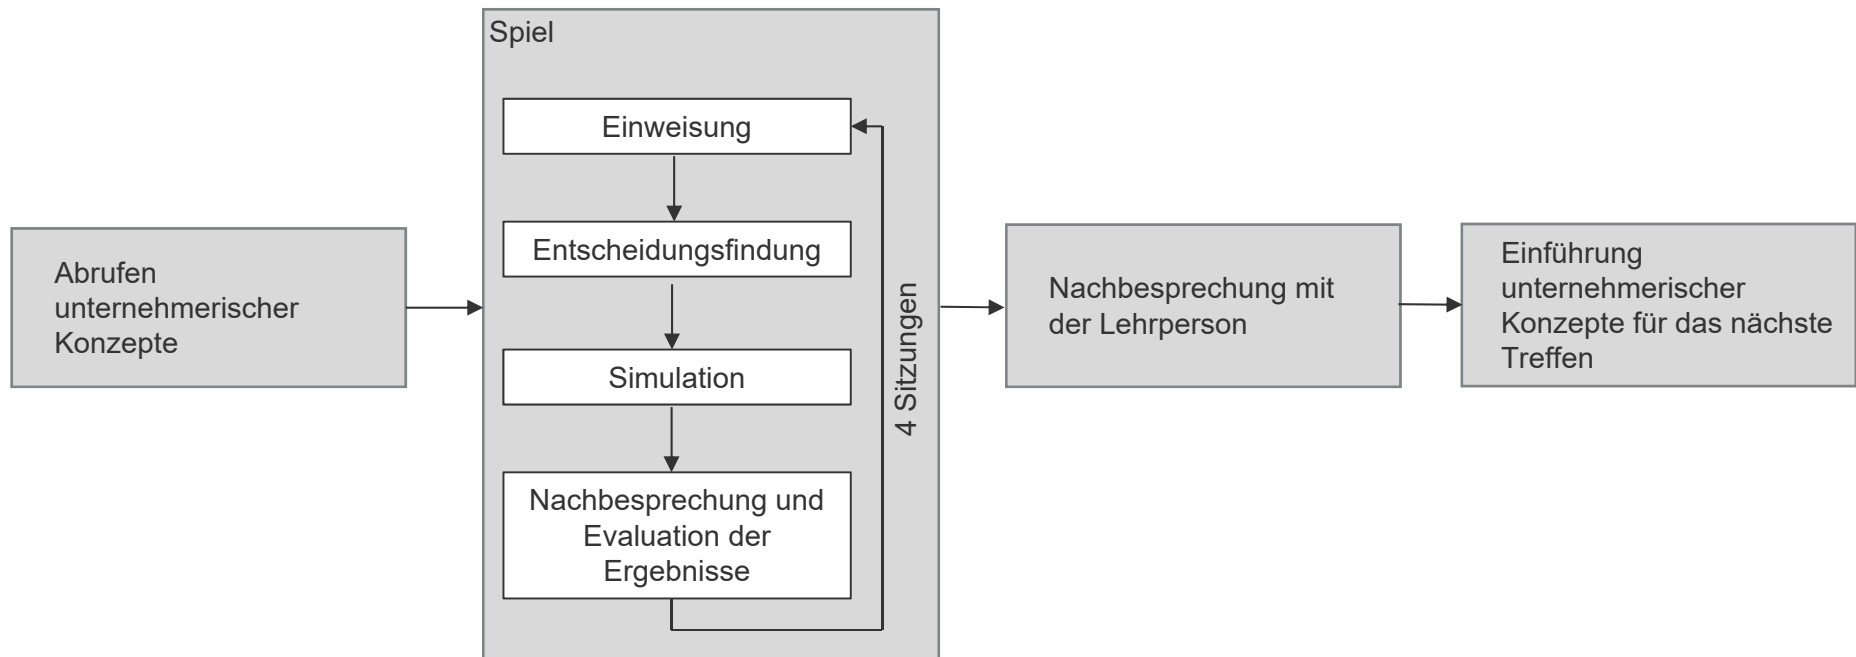 Abrufen
unternehmerischer
Konzepte
Spiel
Einweisung
Entscheidungsfindung
Simulation
Nachbesprechung und
Evaluation der
Ergebnisse
4 Sitzungen
Nachbesprechung mit
der Lehrperson
Einführung
unternehmerischer
Konzepte für das nächste
Treffen